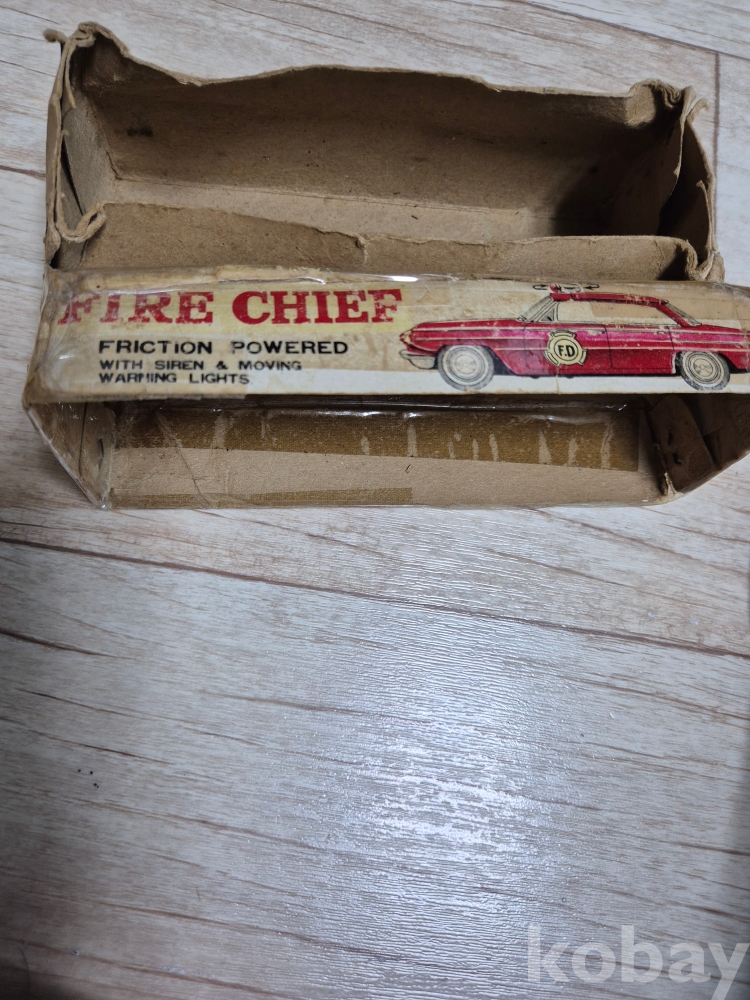 FIRE CHIEF
FRICTION POWERED
WITH SIREN & MOVING
WARNING LIGHTS
F.D
kobay